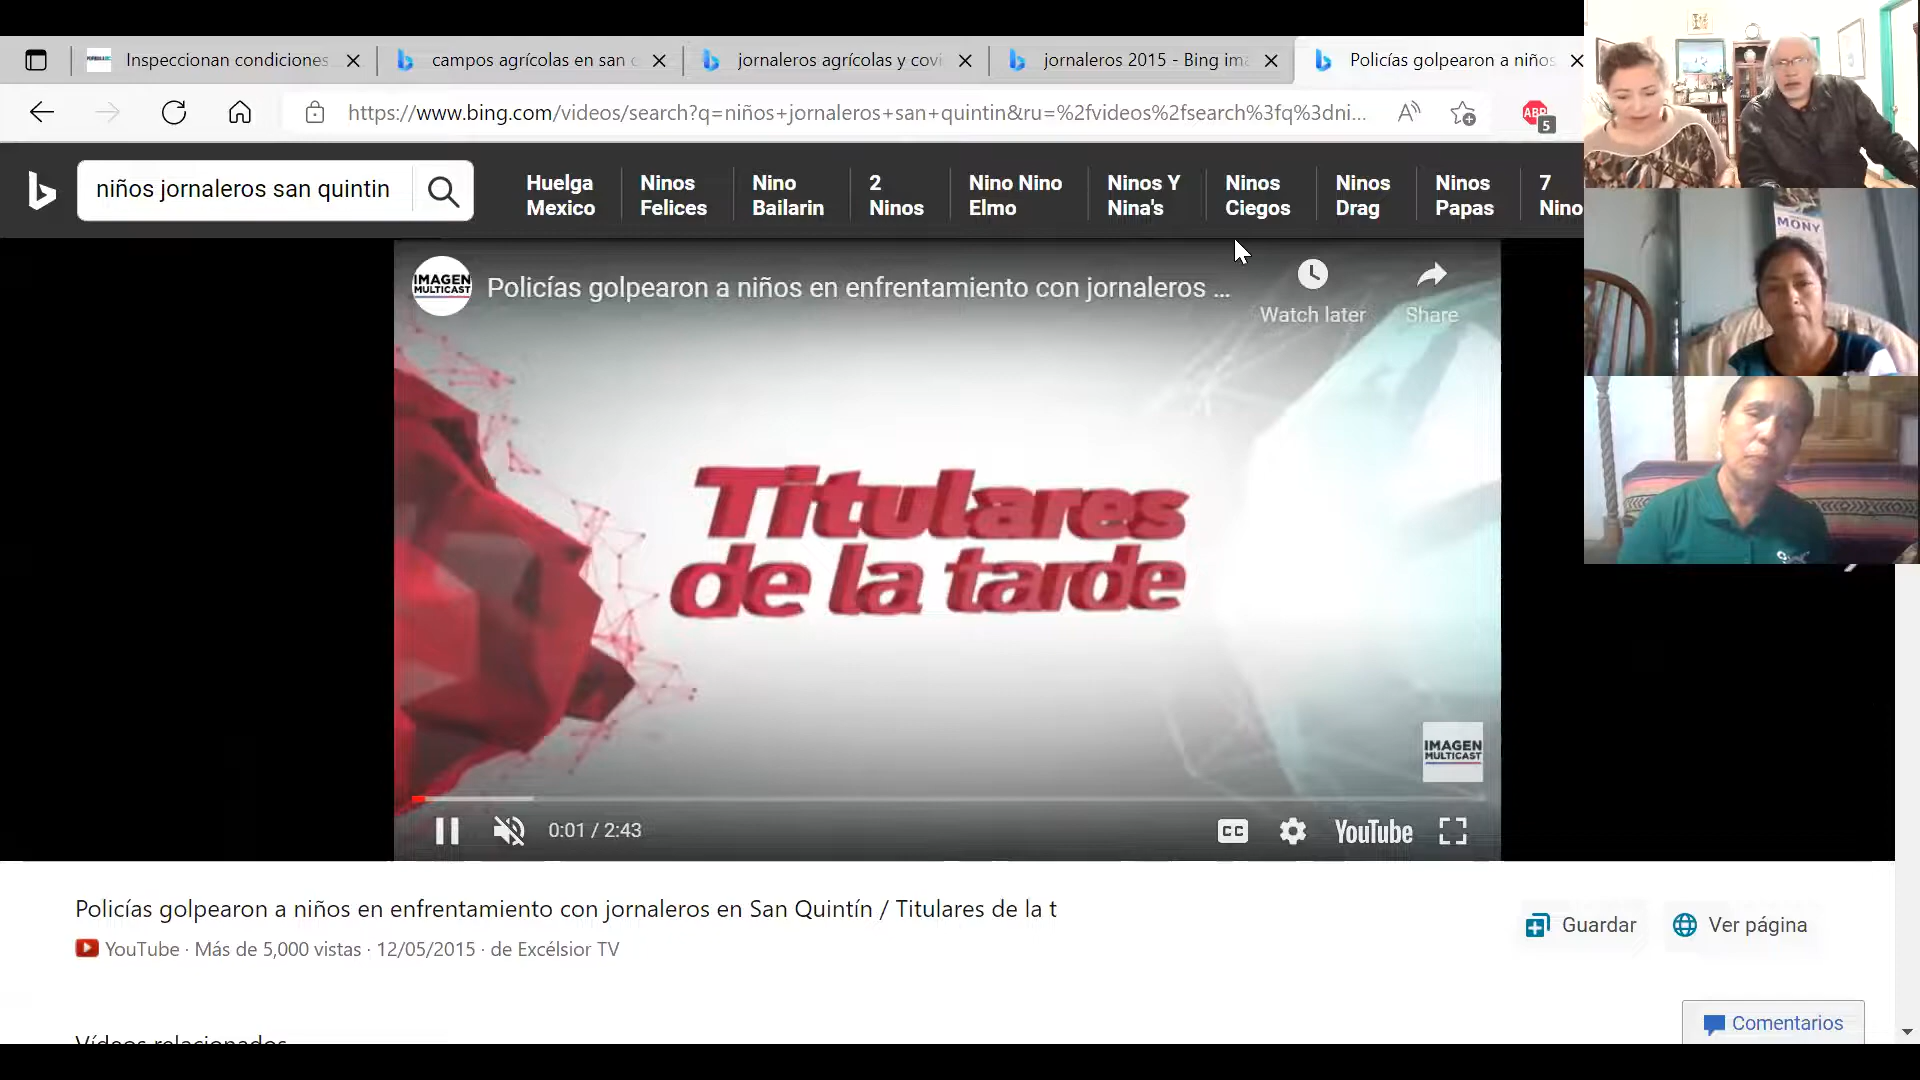 Inspeccionan condiciones
campos agrícolas en san
jornaleros agrícolas y covi
jornaleros 2015 - Bing im
Policías golpearon a niños
https://www.bing.com/videos/search?q=niños+jornaleros+san+quintin&ru=%2fvideos%2fsearch%3fq%3dni...
ABP
5
niños jornaleros san quintin
Huelga
Mexico
Ninos
Felices
Nino
Bailarin
2
Ninos
Nino Nino
Elmo
Ninos Y
Nina's
Ninos
Ciegos
Ninos
Drag
Ninos
Papas
7
Nino
MONY
IMAGEN
MULTICAST
Policías golpearon a niños en enfrentamiento con jornaleros ...
Watch later
Share
Titulares
de la tarde
IMAGEN
MULTICAST
0:01 / 2:43
CC
YouTube
Policías golpearon a niños en enfrentamiento con jornaleros en San Quintín / Titulares de la t
YouTube · Más de 5,000 vistas · 12/05/2015 · de Excélsior TV
Guardar
Ver página
Vídeos relacionados
Comentarios